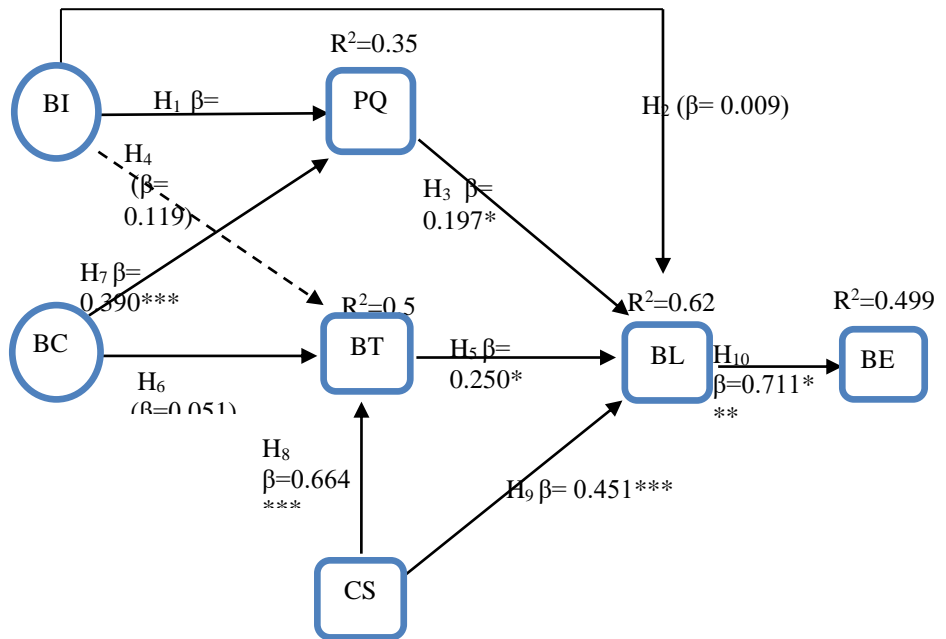 R²=0.35
BI
PQ
H₁ β=
H₂ (β= 0.009)
H₄
(β=
0.119)
H₃ β=
0.197*
H₇ β=
0.390***
R²=0.5
R²=0.62
R²=0.499
BC
BT
H₅ β=
0.250*
BL
H₁₀
β=0.711*
**
BE
H₆
(β=0.051)
H₈
β=0.664
***
H₉ β= 0.451***
CS